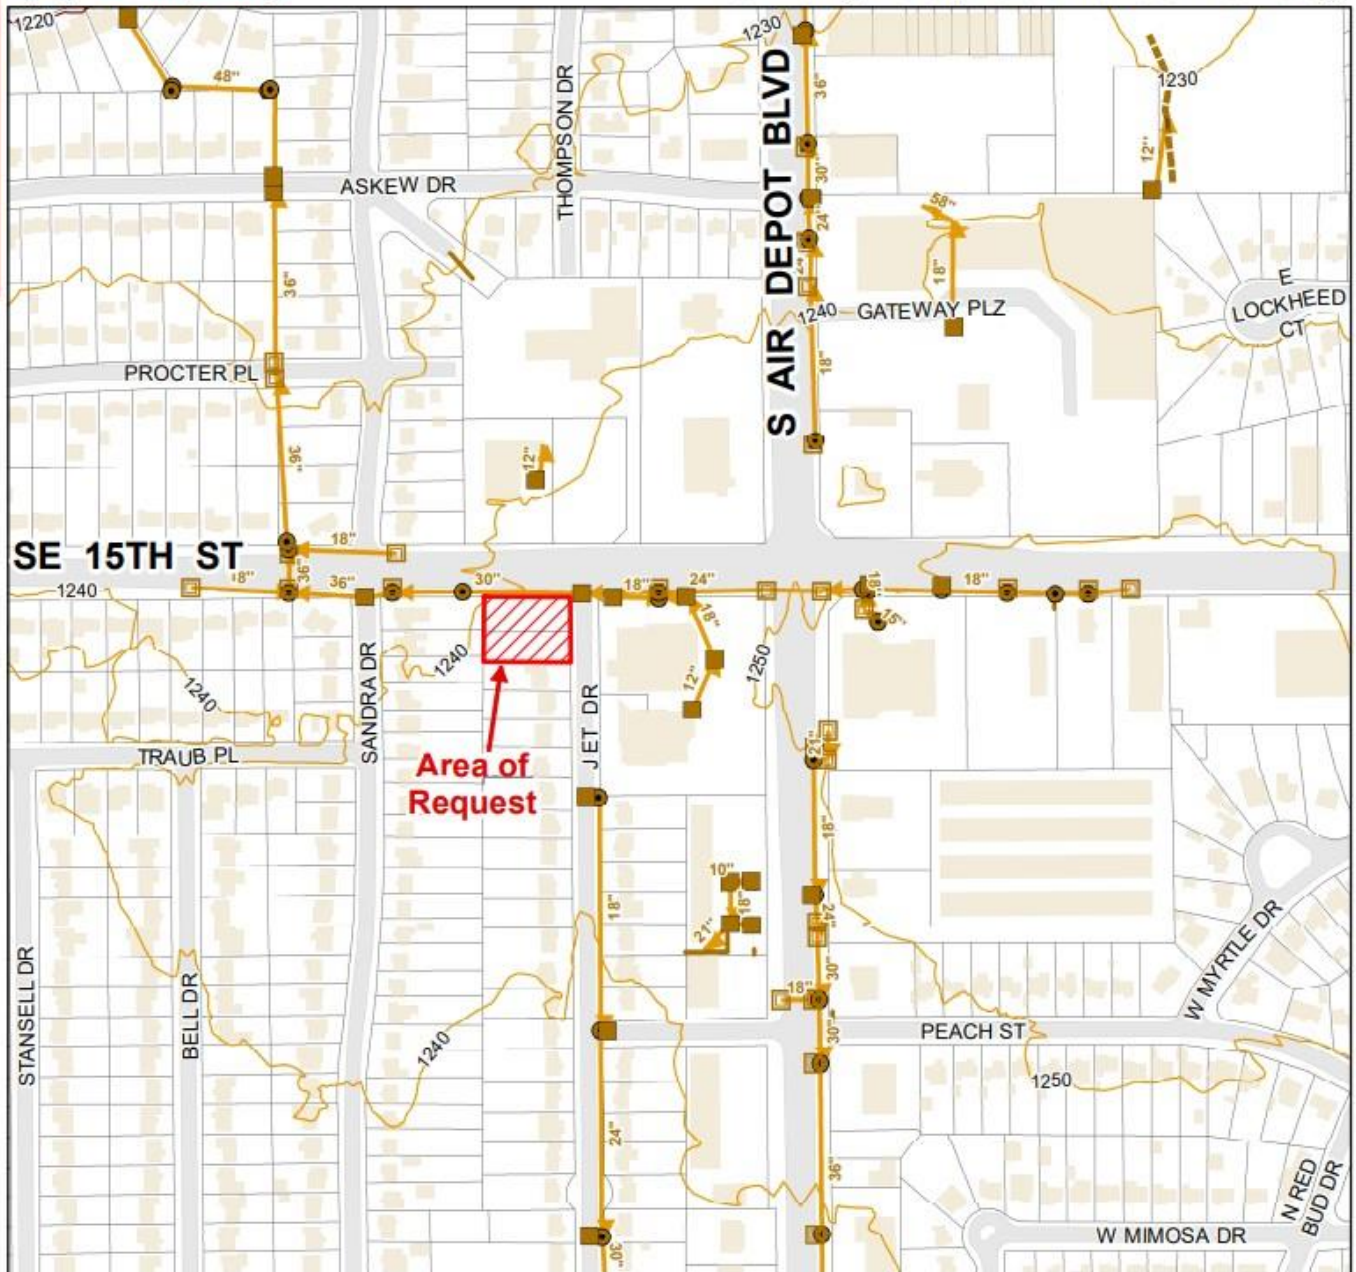 1220
1230
48"
36"
1230
THOMPSON DR
S AIR DEPOT BLVD
12"
30"
ASKEW DR
24"
58"
18"
36"
E
LOCKHEED
CT
1240
GATEWAY PLZ
18"
PROCTER PL
36"
12"
SE 15TH ST
18"
36"
1240
36"
30"
18"
24"
18"
18"
18"
15"
1240
1240
SANDRA DR
12"
1250
JET DR
TRAUB PL
21"
Area of
Request
18"
10"
18"
18"
24"
21"
STANSELL DR
BELL DR
W MYRTLE DR
30"
18"
30"
PEACH ST
1240
1250
24"
36"
N RED
BUD DR
W MIMOSA DR
30"